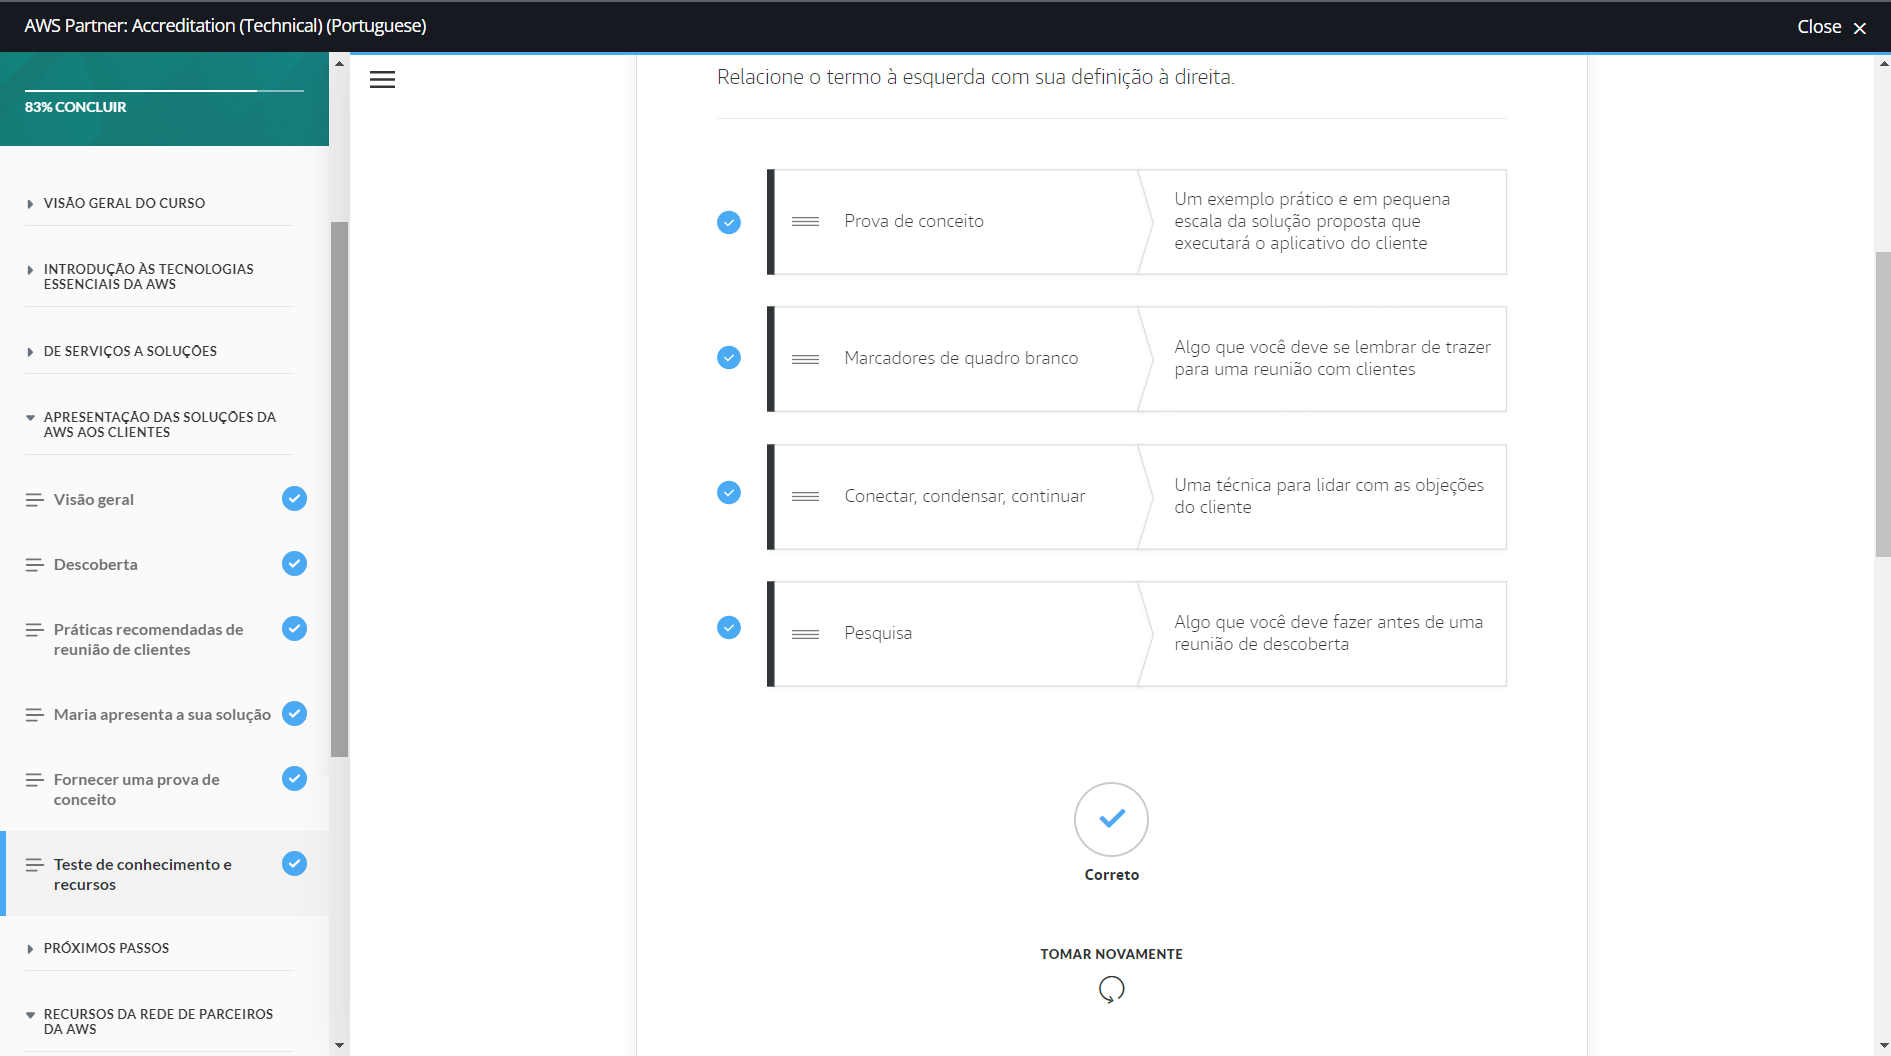 AWS Partner: Accreditation (Technical) (Portuguese)
Close
83% CONCLUIR
VISÃO GERAL DO CURSO
INTRODUÇÃO ÀS TECNOLOGIAS
ESSENCIAIS DA AWS
DE SERVIÇOS A SOLUÇÕES
APRESENTAÇÃO DAS SOLUÇÕES DA
AWS AOS CLIENTES
Visão geral
Descoberta
Práticas recomendadas de
reunião de clientes
Maria apresenta a sua solução
Fornecer uma prova de
conceito
Teste de conhecimento e
recursos
PRÓXIMOS PASSOS
RECURSOS DA REDE DE PARCEIROS
DA AWS
Relacione o termo à esquerda com sua definição à direita.
Prova de conceito
Um exemplo prático e em pequena
escala da solução proposta que
executará o aplicativo do cliente
Marcadores de quadro branco
Algo que você deve se lembrar de trazer
para uma reunião com clientes
Conectar, condensar, continuar
Uma técnica para lidar com as objeções
do cliente
Pesquisa
Algo que você deve fazer antes de uma
reunião de descoberta
Correto
TOMAR NOVAMENTE